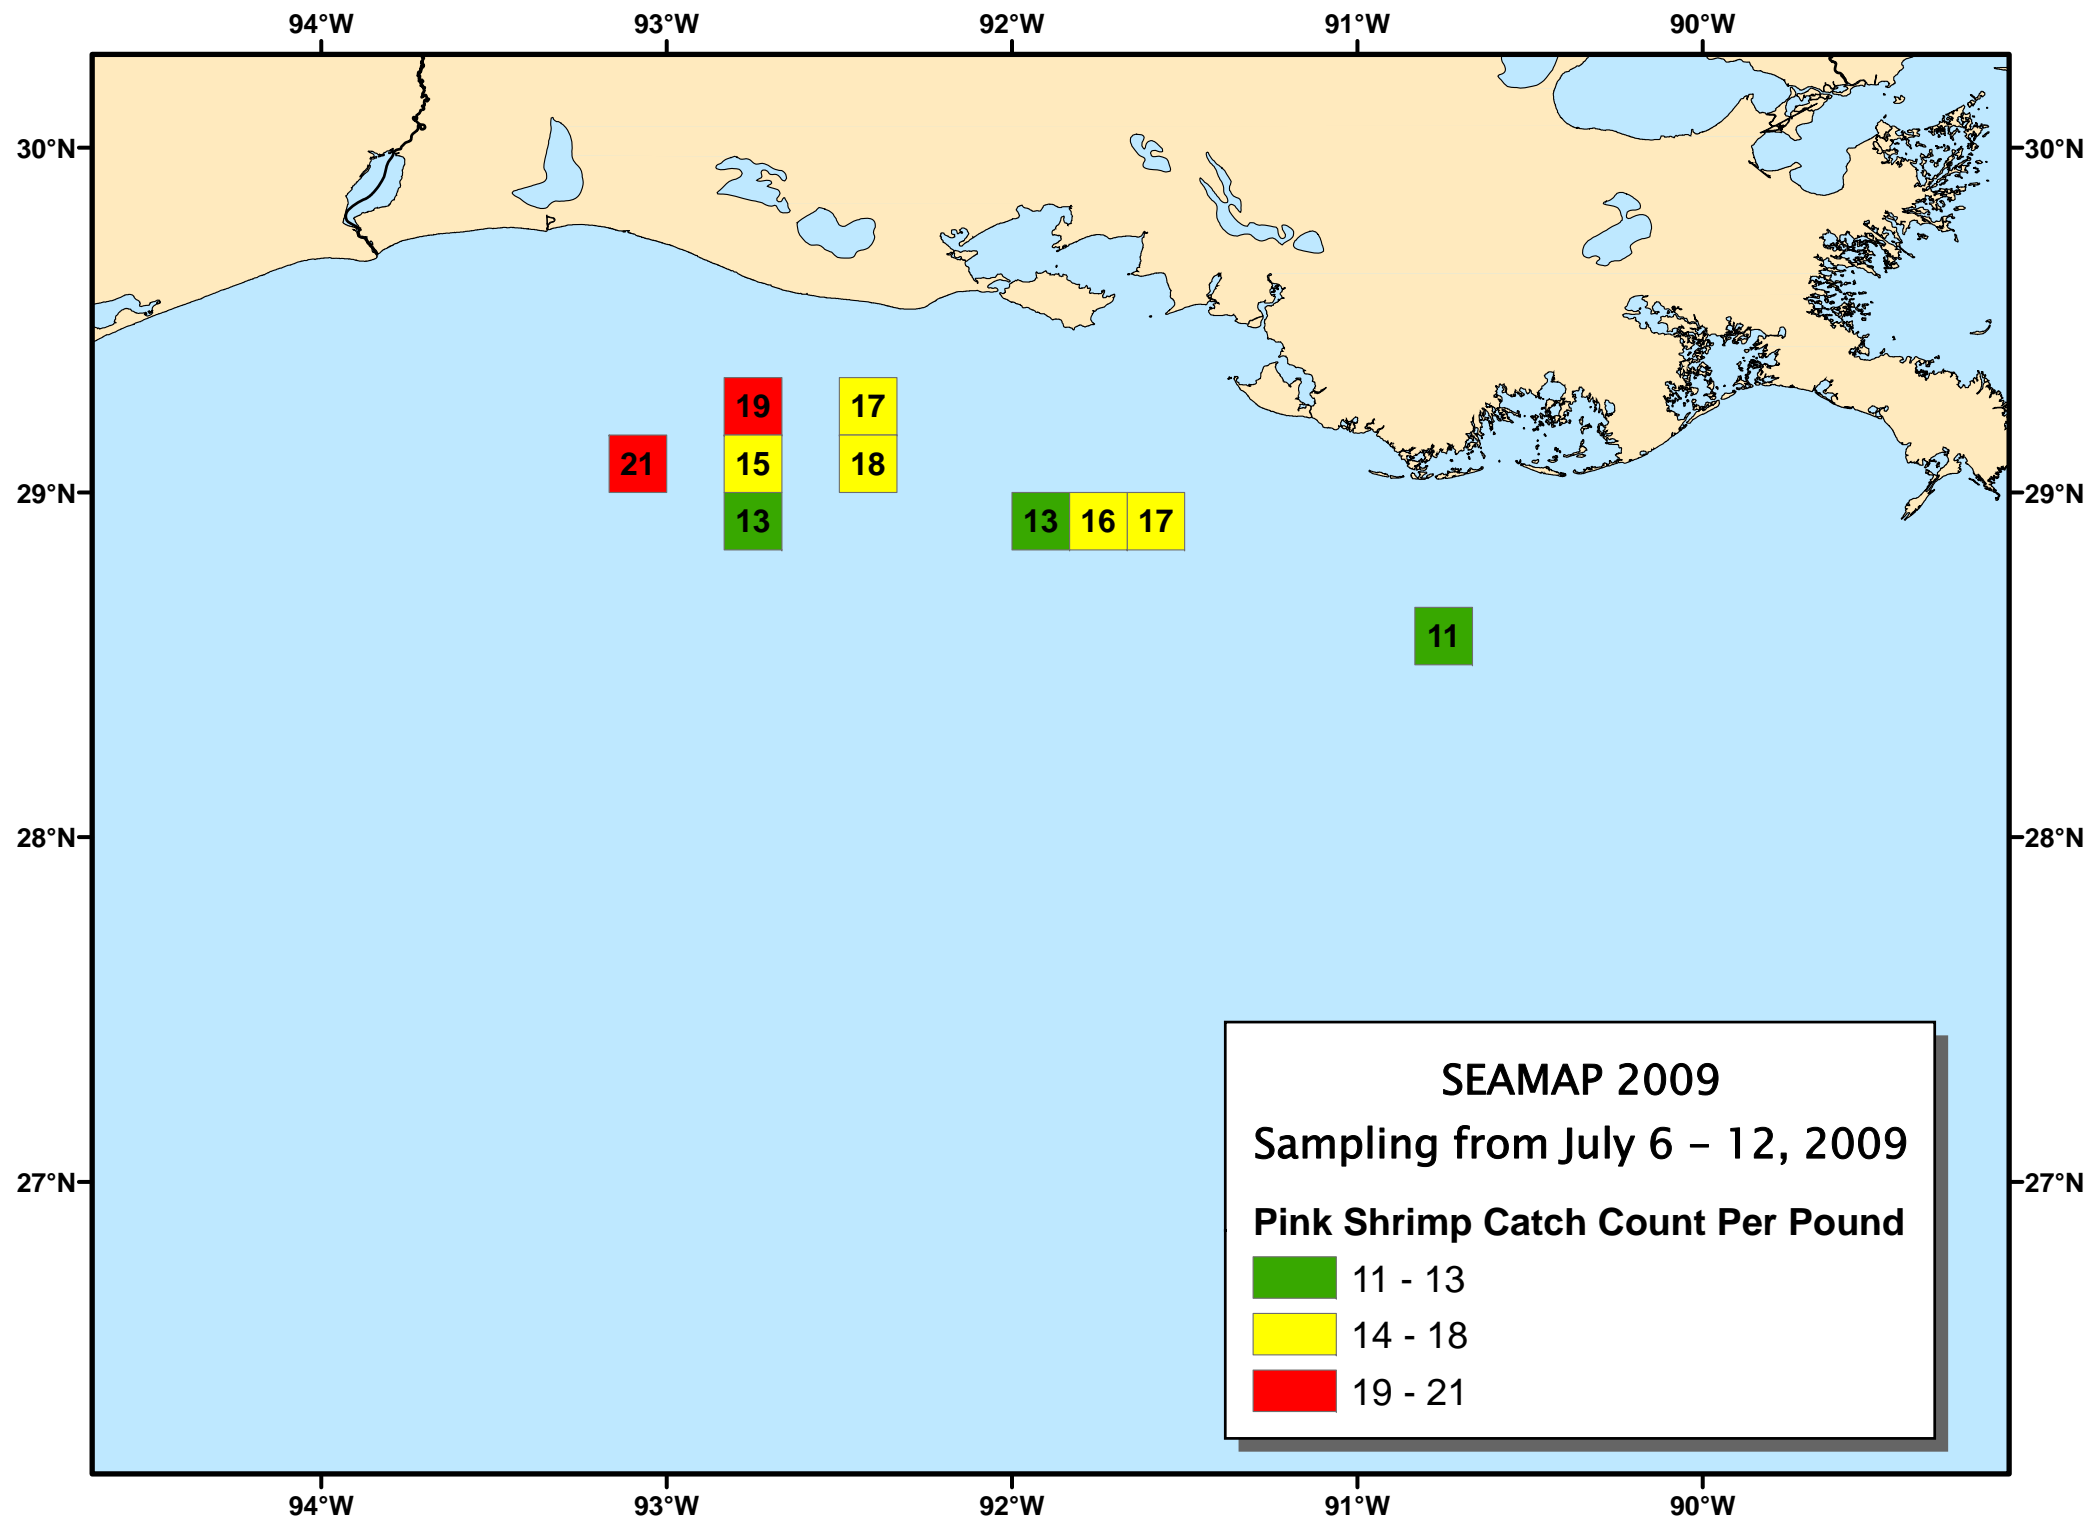 94°W 93°W 92°W 91°W 90°W
30°N 30°N
19 17
21 15 18
29°N 29°N
13 13 16 17
11
28°N 28°N
SEAMAP 2009
Sampling from July 6 – 12, 2009
27°N 27°N
Pink Shrimp Catch Count Per Pound
11 - 13
14 - 18
19 - 21
94°W 93°W 92°W 91°W 90°W